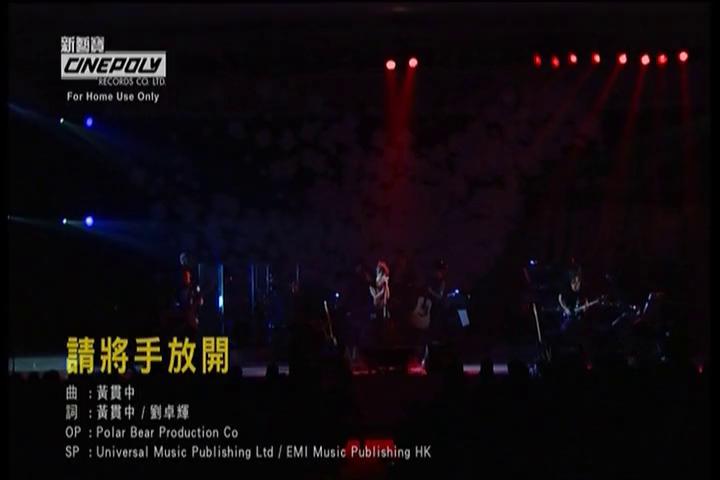 新藝寶
CINEPOLY
RECORDS CO. LTD.
For Home Use Only
請將手放開
曲 : 黃貫中
詞 : 黃貫中 / 劉卓輝
OP : Polar Bear Production Co
SP : Universal Music Publishing Ltd / EMI Music Publishing HK